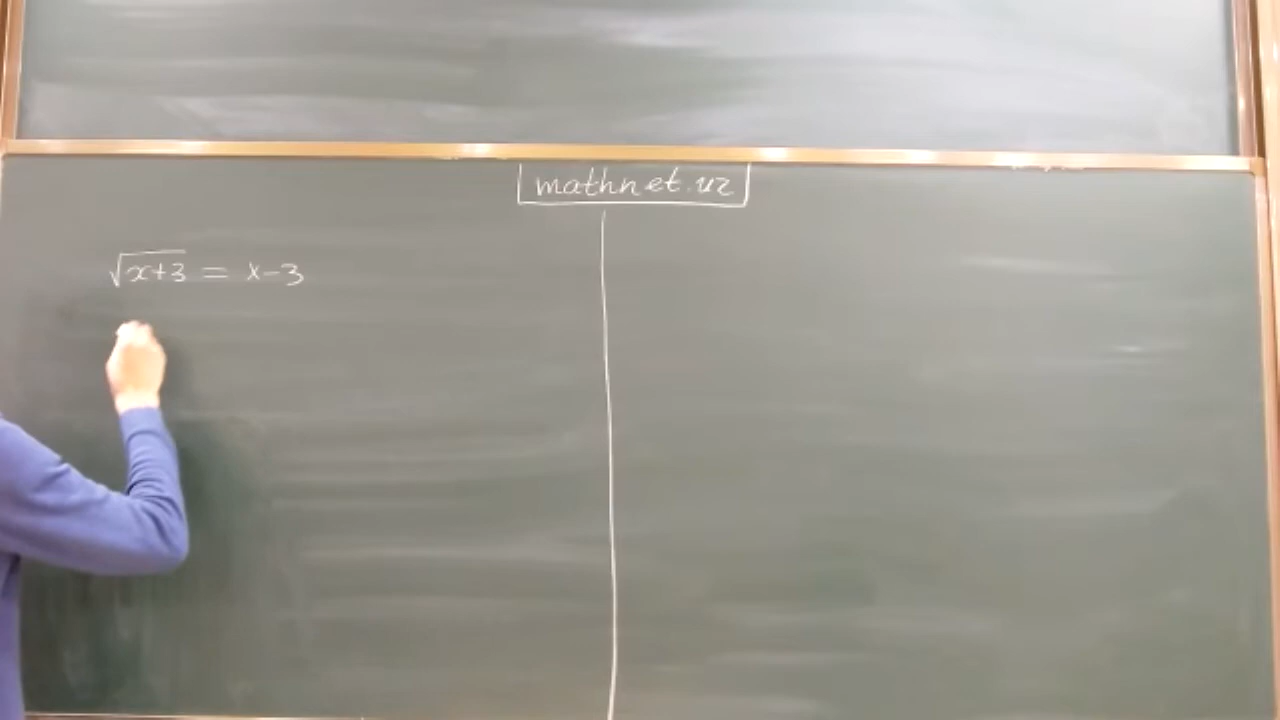 mathnet.uz
√x+3 = x-3